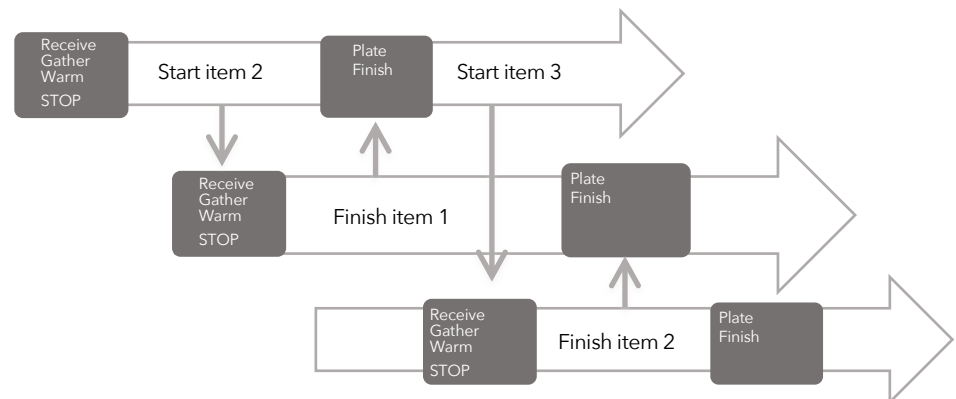 Receive
Gather
Warm
STOP
Start item 2
Plate
Finish
Start item 3
Receive
Gather
Warm
STOP
Finish item 1
Plate
Finish
Receive
Gather
Warm
STOP
Finish item 2
Plate
Finish